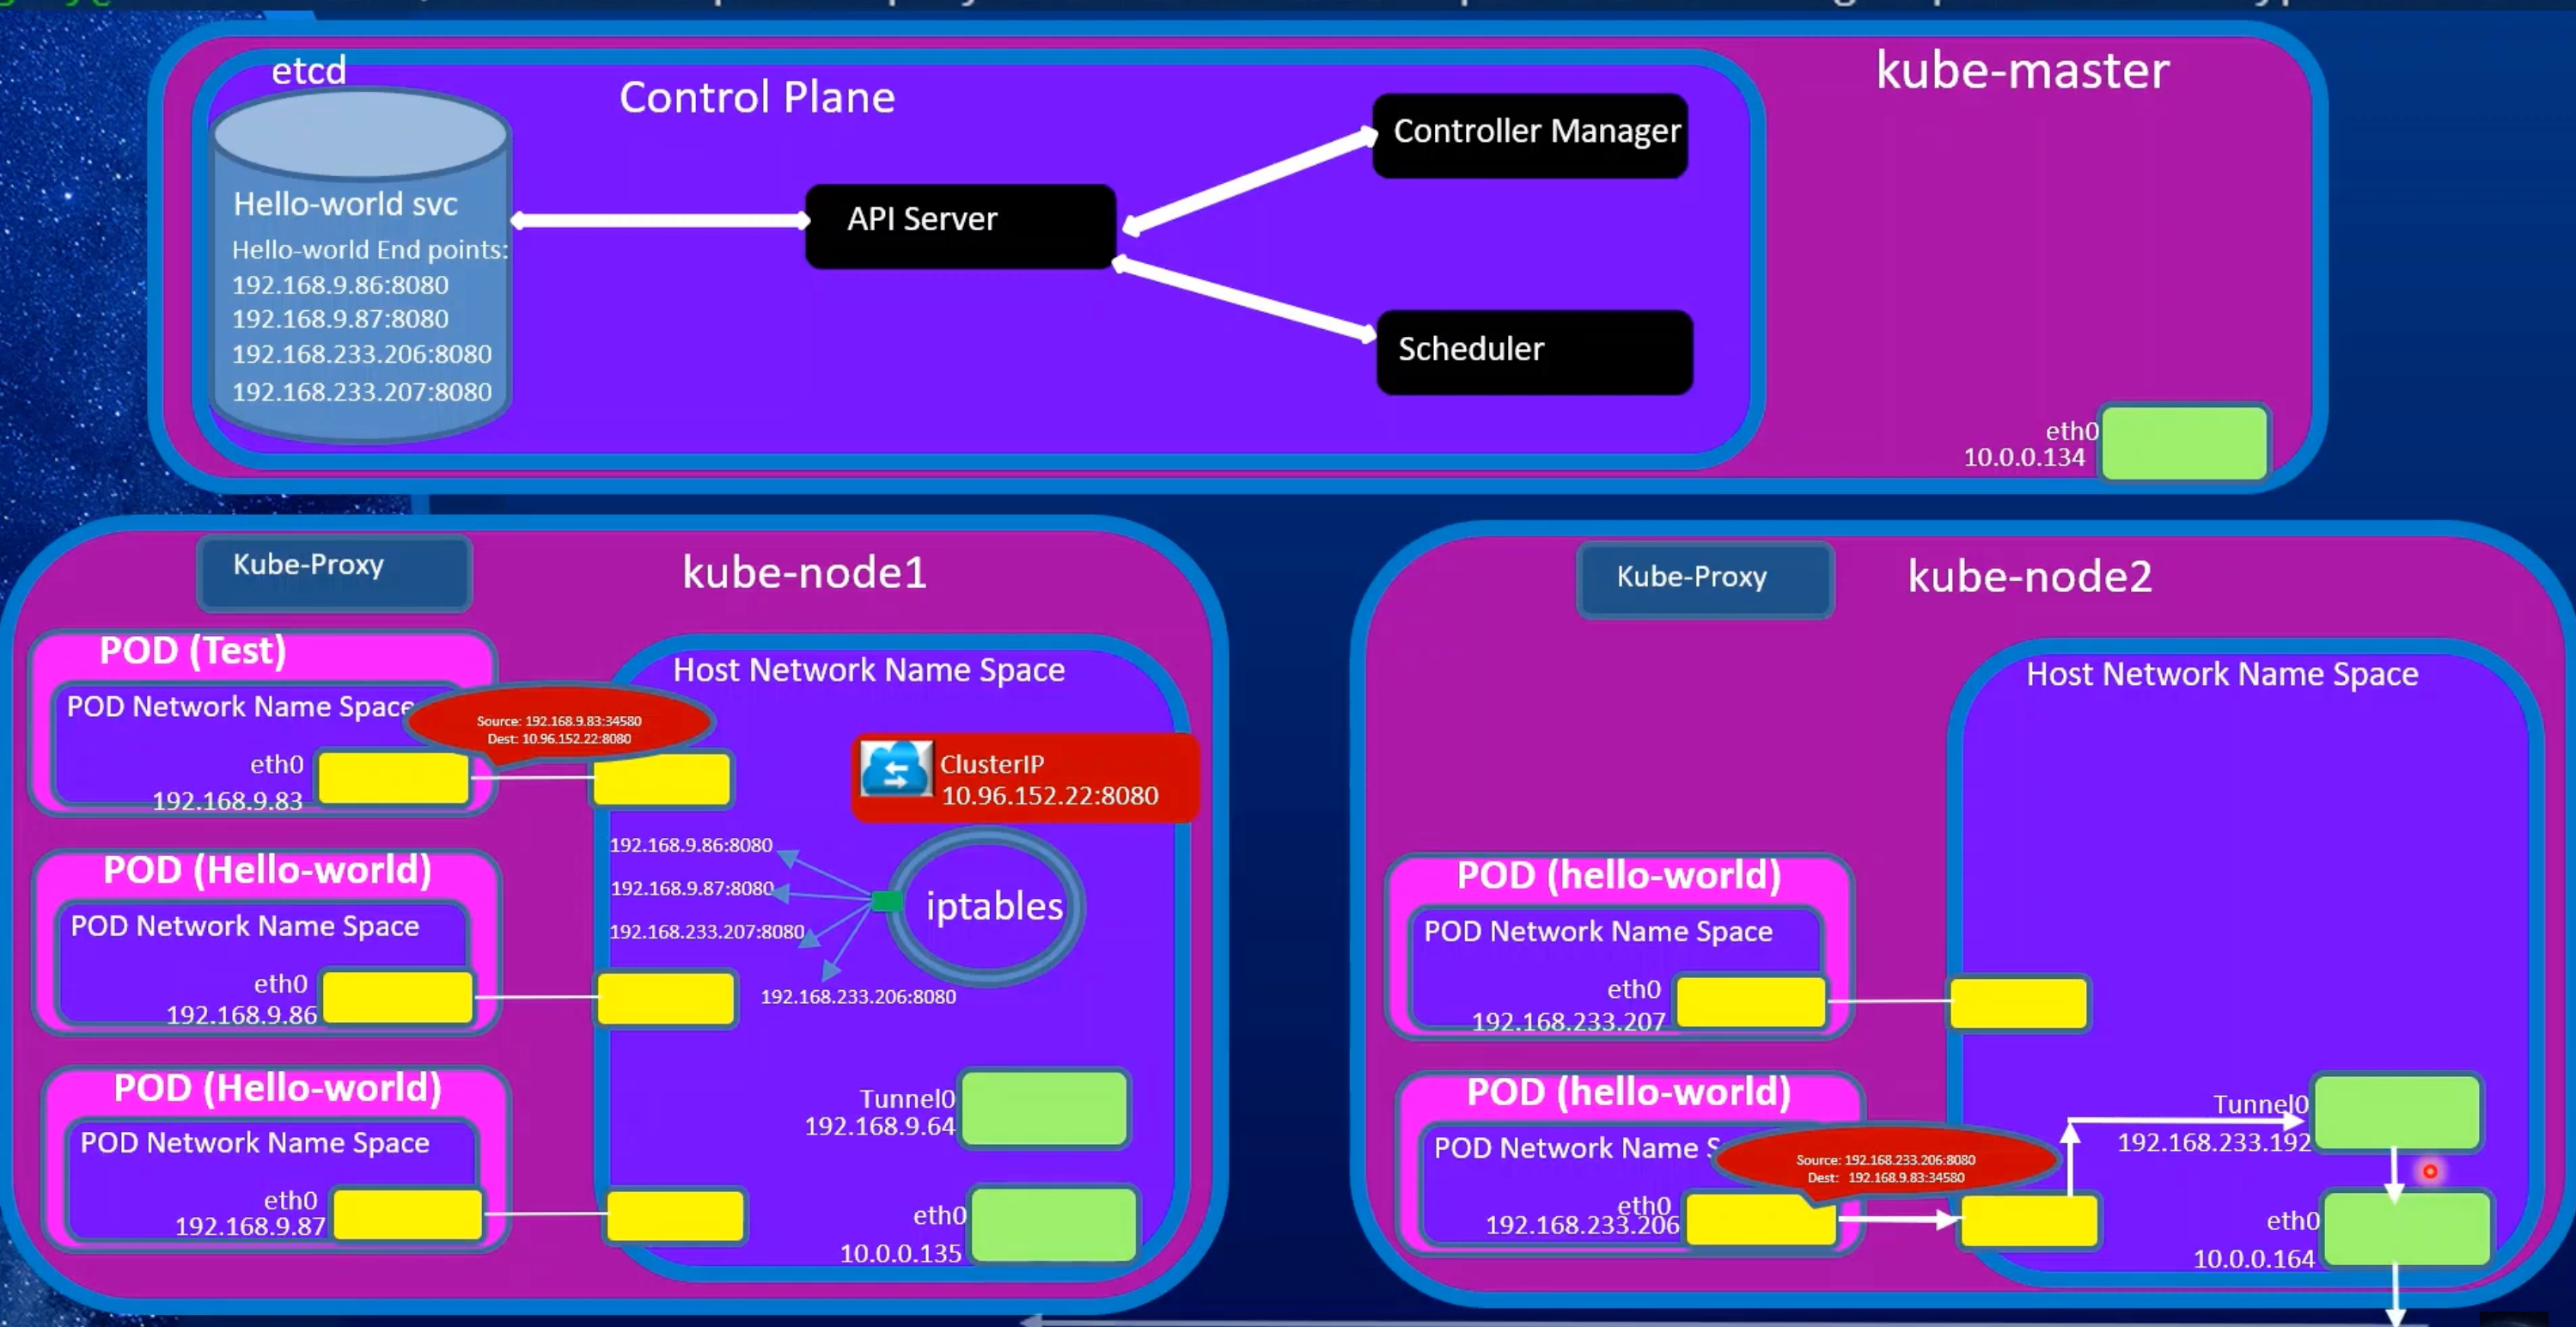 etcd
Control Plane
kube-master
Controller Manager
Hello-world svc
API Server
Hello-world End points:
192.168.9.86:8080
192.168.9.87:8080
192.168.233.206:8080
192.168.233.207:8080
Scheduler
eth0
10.0.0.134
Kube-Proxy
kube-node1
POD (Test)
POD Network Name Space
eth0
192.168.9.83
Source: 192.168.9.83:34580
Dest: 10.96.152.22:8080
Host Network Name Space
ClusterIP
10.96.152.22:8080
192.168.9.86:8080
192.168.9.87:8080
192.168.233.207:8080
192.168.233.206:8080
iptables
POD (Hello-world)
POD Network Name Space
eth0
192.168.9.86
POD (Hello-world)
POD Network Name Space
eth0
192.168.9.87
Tunnel0
192.168.9.64
eth0
10.0.0.135
Kube-Proxy
kube-node2
Host Network Name Space
POD (hello-world)
POD Network Name Space
eth0
192.168.233.207
POD (hello-world)
POD Network Name S
eth0
192.168.233.206
Source: 192.168.233.206:8080
Dest: 192.168.9.83:34580
Tunnel0
192.168.233.192
eth0
10.0.0.164